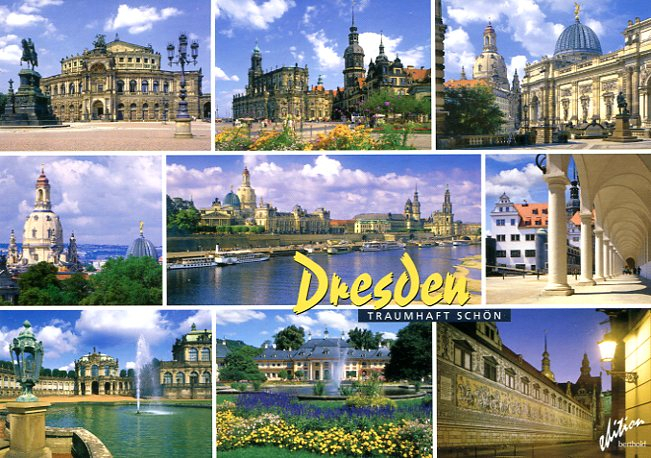 Dresden
TRAUMHAFT SCHÖN
edition
berthold